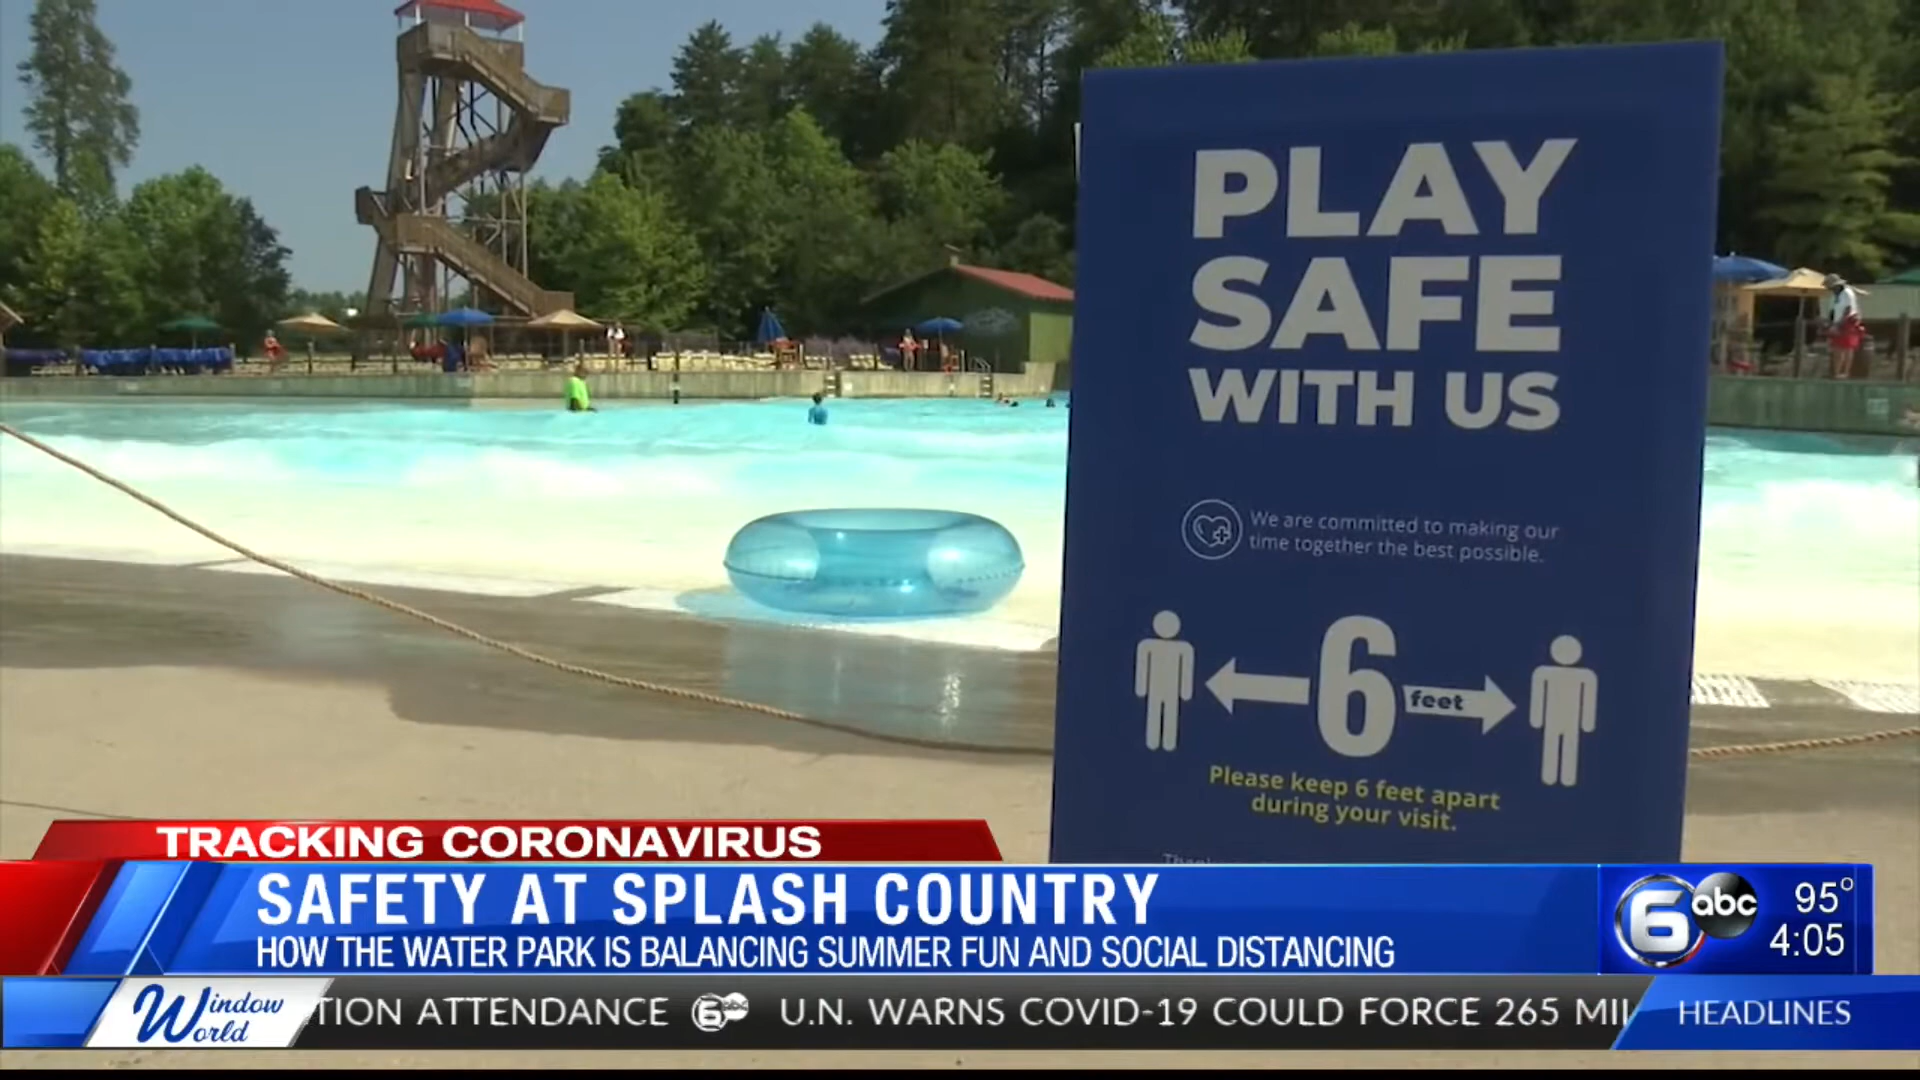 PLAY
SAFE
WITH US
We are committed to making our
time together the best possible.
6
feet
Please keep 6 feet apart
during your visit.
TRACKING CORONAVIRUS
SAFETY AT SPLASH COUNTRY
HOW THE WATER PARK IS BALANCING SUMMER FUN AND SOCIAL DISTANCING
6 abc 95°
4:05
Window
World
TION ATTENDANCE 6 abc U.N. WARNS COVID-19 COULD FORCE 265 MIL
HEADLINES